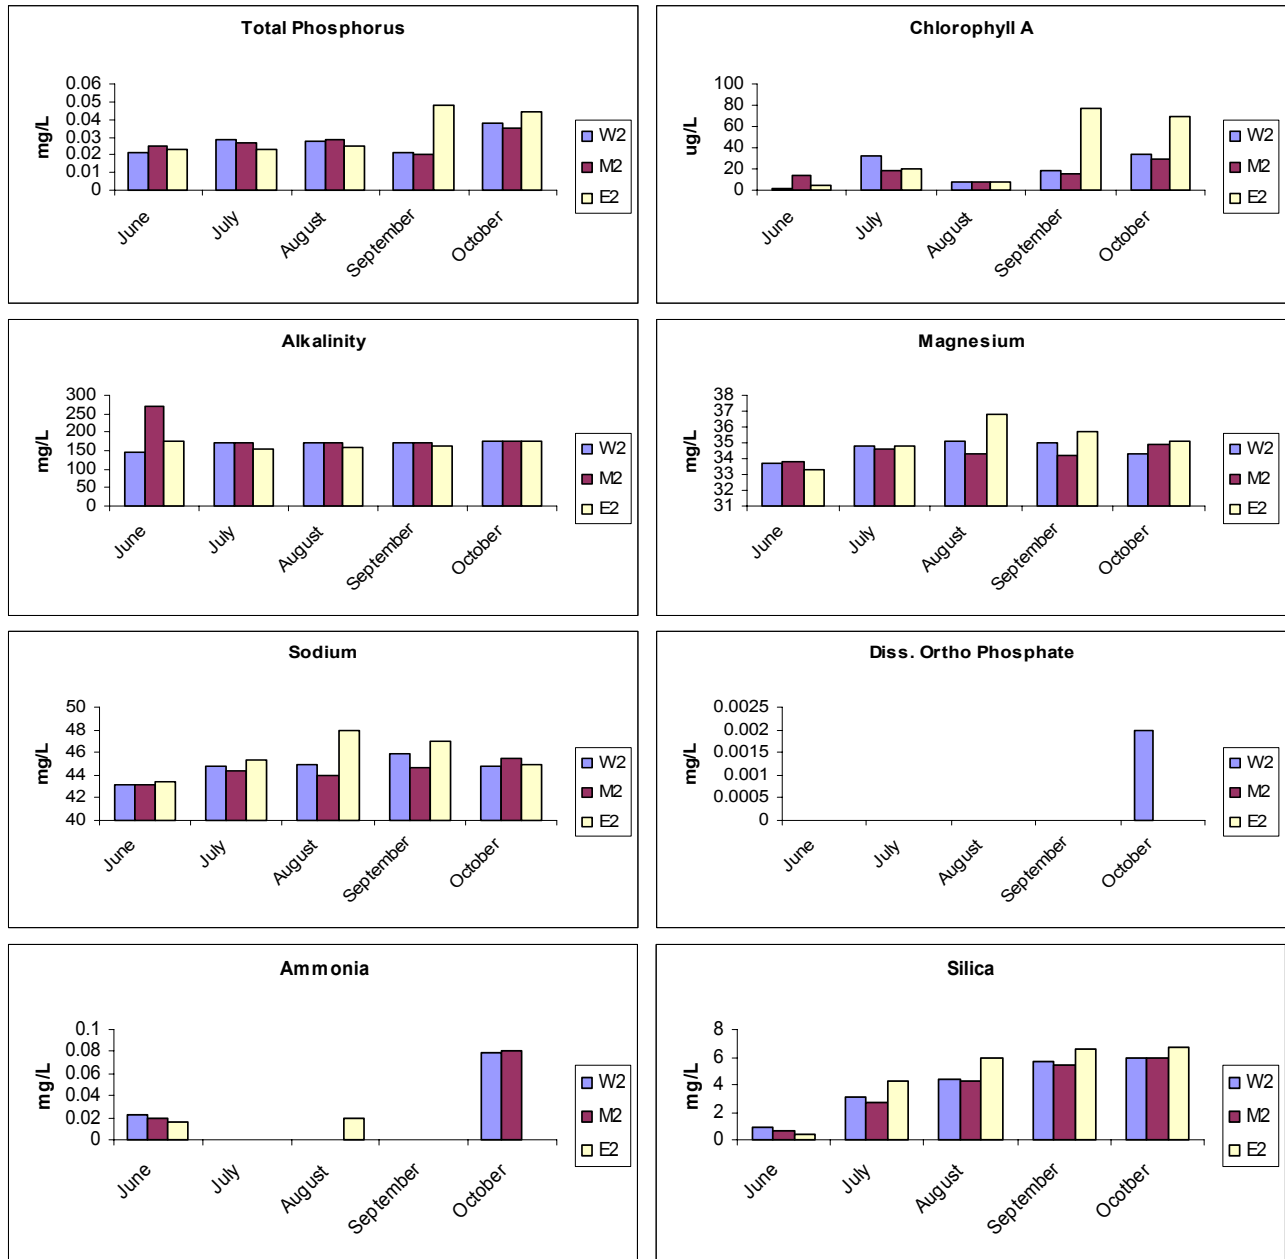 Total Phosphorus
mg/L
0.06
0.05
0.04
0.03
0.02
0.01
0
June
July
August
September
October
W2
M2
E2
Chlorophyll A
ug/L
100
80
60
40
20
0
June
July
August
September
October
W2
M2
E2
Alkalinity
mg/L
300
250
200
150
100
50
0
June
July
August
September
October
W2
M2
E2
Magnesium
mg/L
38
37
36
35
34
33
32
31
June
July
August
September
October
W2
M2
E2
Sodium
mg/L
50
48
46
44
42
40
June
July
August
September
October
W2
M2
E2
Diss. Ortho Phosphate
mg/L
0.0025
0.002
0.0015
0.001
0.0005
0
June
July
August
September
October
W2
M2
E2
Ammonia
mg/L
0.1
0.08
0.06
0.04
0.02
0
June
July
August
September
October
W2
M2
E2
Silica
mg/L
8
6
4
2
0
June
July
August
September
Ocotber
W2
M2
E2